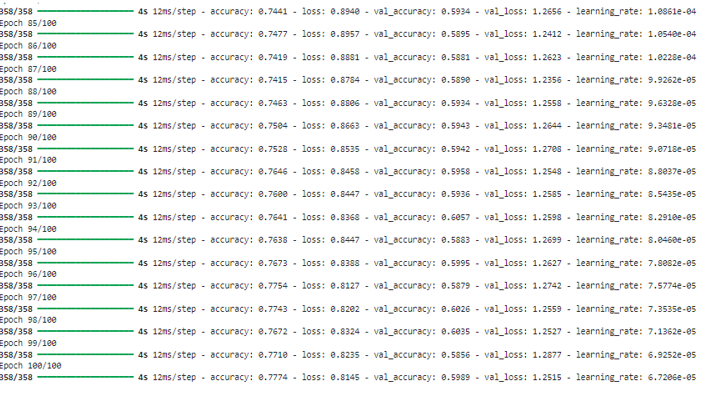 358/358 ━━━━━━━━━━━━━━━━━━━━ 4s 12ms/step - accuracy: 0.7441 - loss: 0.8940 - val_accuracy: 0.5934 - val_loss: 1.2656 - learning_rate: 1.0861e-04
Epoch 85/100
358/358 ━━━━━━━━━━━━━━━━━━━━ 4s 12ms/step - accuracy: 0.7477 - loss: 0.8957 - val_accuracy: 0.5895 - val_loss: 1.2412 - learning_rate: 1.0540e-04
Epoch 86/100
358/358 ━━━━━━━━━━━━━━━━━━━━ 4s 12ms/step - accuracy: 0.7419 - loss: 0.8881 - val_accuracy: 0.5881 - val_loss: 1.2623 - learning_rate: 1.0228e-04
Epoch 87/100
358/358 ━━━━━━━━━━━━━━━━━━━━ 4s 12ms/step - accuracy: 0.7415 - loss: 0.8784 - val_accuracy: 0.5890 - val_loss: 1.2356 - learning_rate: 9.9262e-05
Epoch 88/100
358/358 ━━━━━━━━━━━━━━━━━━━━ 4s 12ms/step - accuracy: 0.7463 - loss: 0.8806 - val_accuracy: 0.5934 - val_loss: 1.2558 - learning_rate: 9.6328e-05
Epoch 89/100
358/358 ━━━━━━━━━━━━━━━━━━━━ 4s 12ms/step - accuracy: 0.7504 - loss: 0.8663 - val_accuracy: 0.5943 - val_loss: 1.2644 - learning_rate: 9.3481e-05
Epoch 90/100
358/358 ━━━━━━━━━━━━━━━━━━━━ 4s 12ms/step - accuracy: 0.7528 - loss: 0.8535 - val_accuracy: 0.5942 - val_loss: 1.2708 - learning_rate: 9.0718e-05
Epoch 91/100
358/358 ━━━━━━━━━━━━━━━━━━━━ 4s 12ms/step - accuracy: 0.7646 - loss: 0.8458 - val_accuracy: 0.5958 - val_loss: 1.2548 - learning_rate: 8.8037e-05
Epoch 92/100
358/358 ━━━━━━━━━━━━━━━━━━━━ 4s 12ms/step - accuracy: 0.7600 - loss: 0.8447 - val_accuracy: 0.5936 - val_loss: 1.2585 - learning_rate: 8.5435e-05
Epoch 93/100
358/358 ━━━━━━━━━━━━━━━━━━━━ 4s 12ms/step - accuracy: 0.7641 - loss: 0.8368 - val_accuracy: 0.6057 - val_loss: 1.2598 - learning_rate: 8.2910e-05
Epoch 94/100
358/358 ━━━━━━━━━━━━━━━━━━━━ 4s 12ms/step - accuracy: 0.7638 - loss: 0.8447 - val_accuracy: 0.5883 - val_loss: 1.2699 - learning_rate: 8.0460e-05
Epoch 95/100
358/358 ━━━━━━━━━━━━━━━━━━━━ 4s 12ms/step - accuracy: 0.7673 - loss: 0.8388 - val_accuracy: 0.5995 - val_loss: 1.2627 - learning_rate: 7.8082e-05
Epoch 96/100
358/358 ━━━━━━━━━━━━━━━━━━━━ 4s 12ms/step - accuracy: 0.7754 - loss: 0.8127 - val_accuracy: 0.5879 - val_loss: 1.2742 - learning_rate: 7.5774e-05
Epoch 97/100
358/358 ━━━━━━━━━━━━━━━━━━━━ 4s 12ms/step - accuracy: 0.7743 - loss: 0.8202 - val_accuracy: 0.6026 - val_loss: 1.2559 - learning_rate: 7.3535e-05
Epoch 98/100
358/358 ━━━━━━━━━━━━━━━━━━━━ 4s 12ms/step - accuracy: 0.7672 - loss: 0.8324 - val_accuracy: 0.6035 - val_loss: 1.2527 - learning_rate: 7.1362e-05
Epoch 99/100
358/358 ━━━━━━━━━━━━━━━━━━━━ 4s 12ms/step - accuracy: 0.7710 - loss: 0.8235 - val_accuracy: 0.5856 - val_loss: 1.2877 - learning_rate: 6.9252e-05
Epoch 100/100
358/358 ━━━━━━━━━━━━━━━━━━━━ 4s 12ms/step - accuracy: 0.7774 - loss: 0.8145 - val_accuracy: 0.5989 - val_loss: 1.2515 - learning_rate: 6.7206e-05